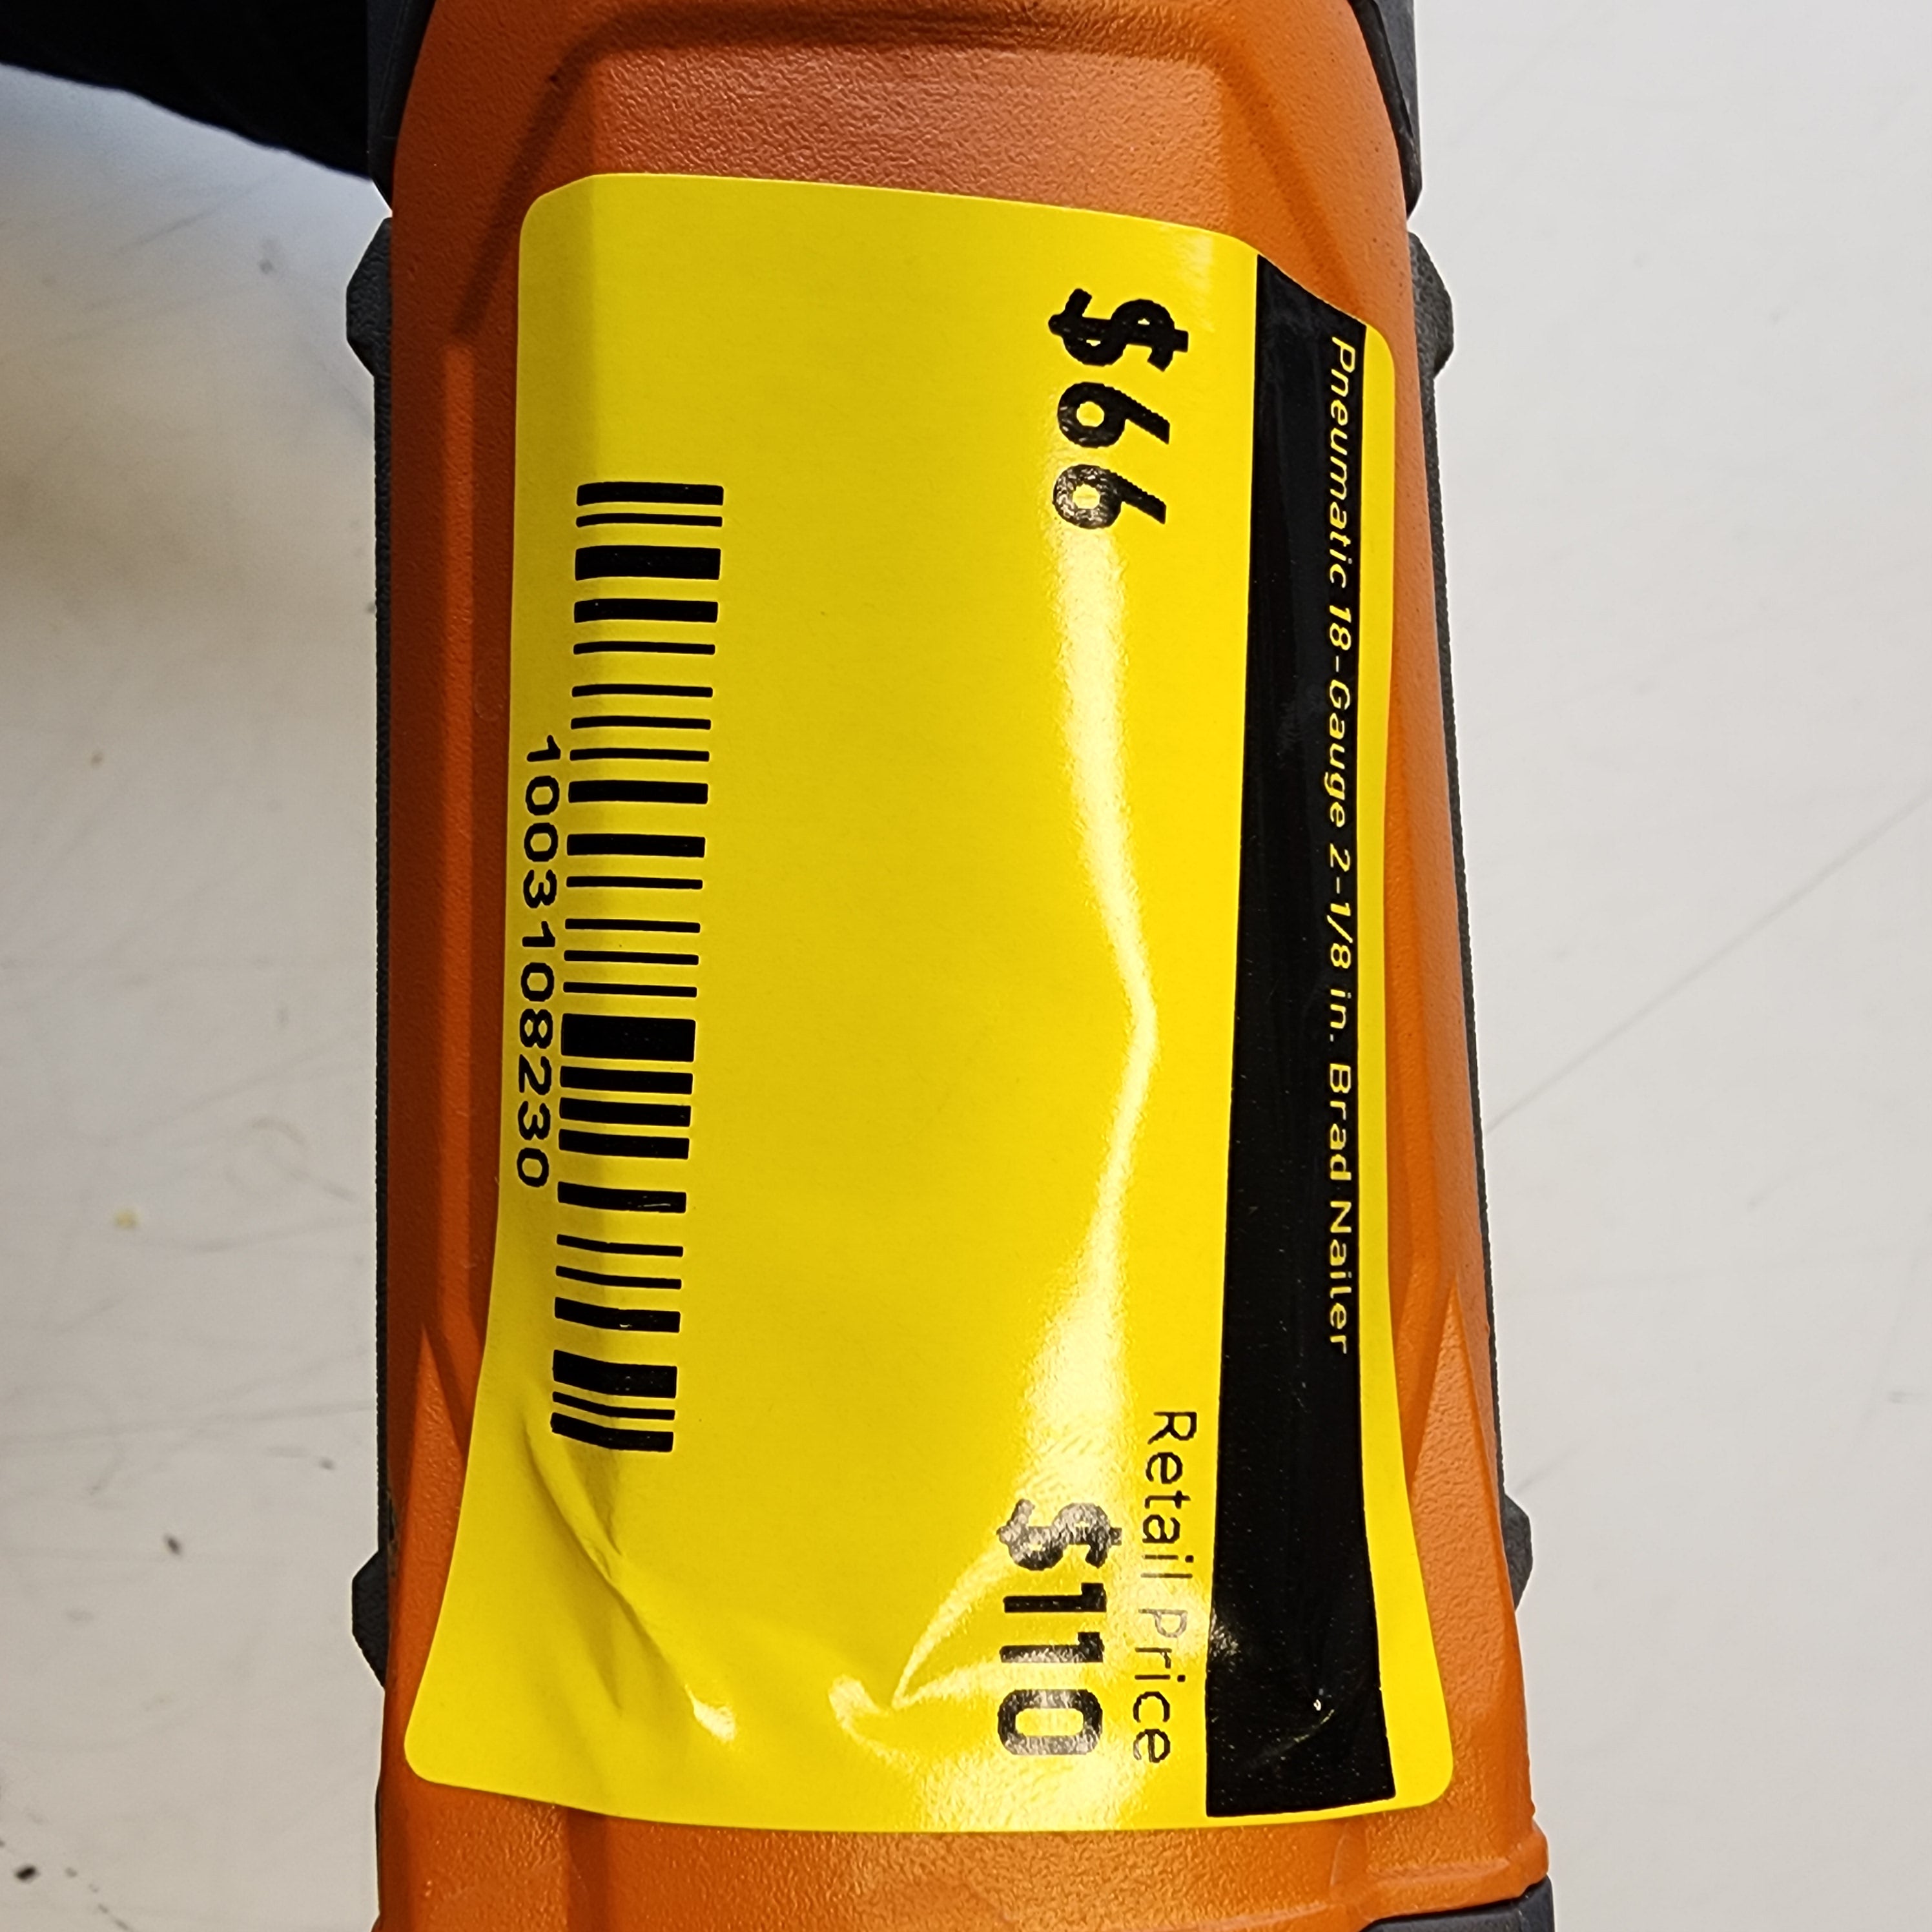 Pneumatic 18-Gauge 2-1/8 in. Brad Nailer
Retail Price
$66
$110
1003108230